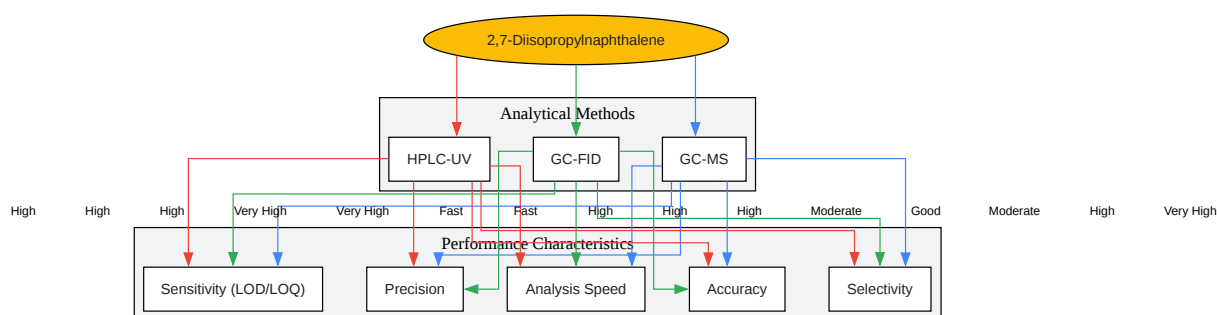 2,7-Diisopropylnaphthalene
Analytical Methods
HPLC-UV GC-FID GC-MS
High High High Very High Very High Fast Fast High High High Moderate Good Moderate High Very High
Performance Characteristics
Sensitivity (LOD/LOQ) Precision Analysis Speed Accuracy Selectivity